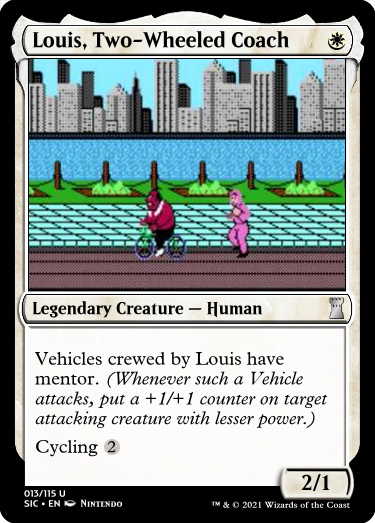 Louis, Two-Wheeled Coach
Legendary Creature — Human
Vehicles crewed by Louis have
mentor. (Whenever such a Vehicle
attacks, put a +1/+1 counter on target
attacking creature with lesser power.)
Cycling 2
2/1
013/115 U
SIC • EN Nintendo
™ & © 2021 Wizards of the Coast